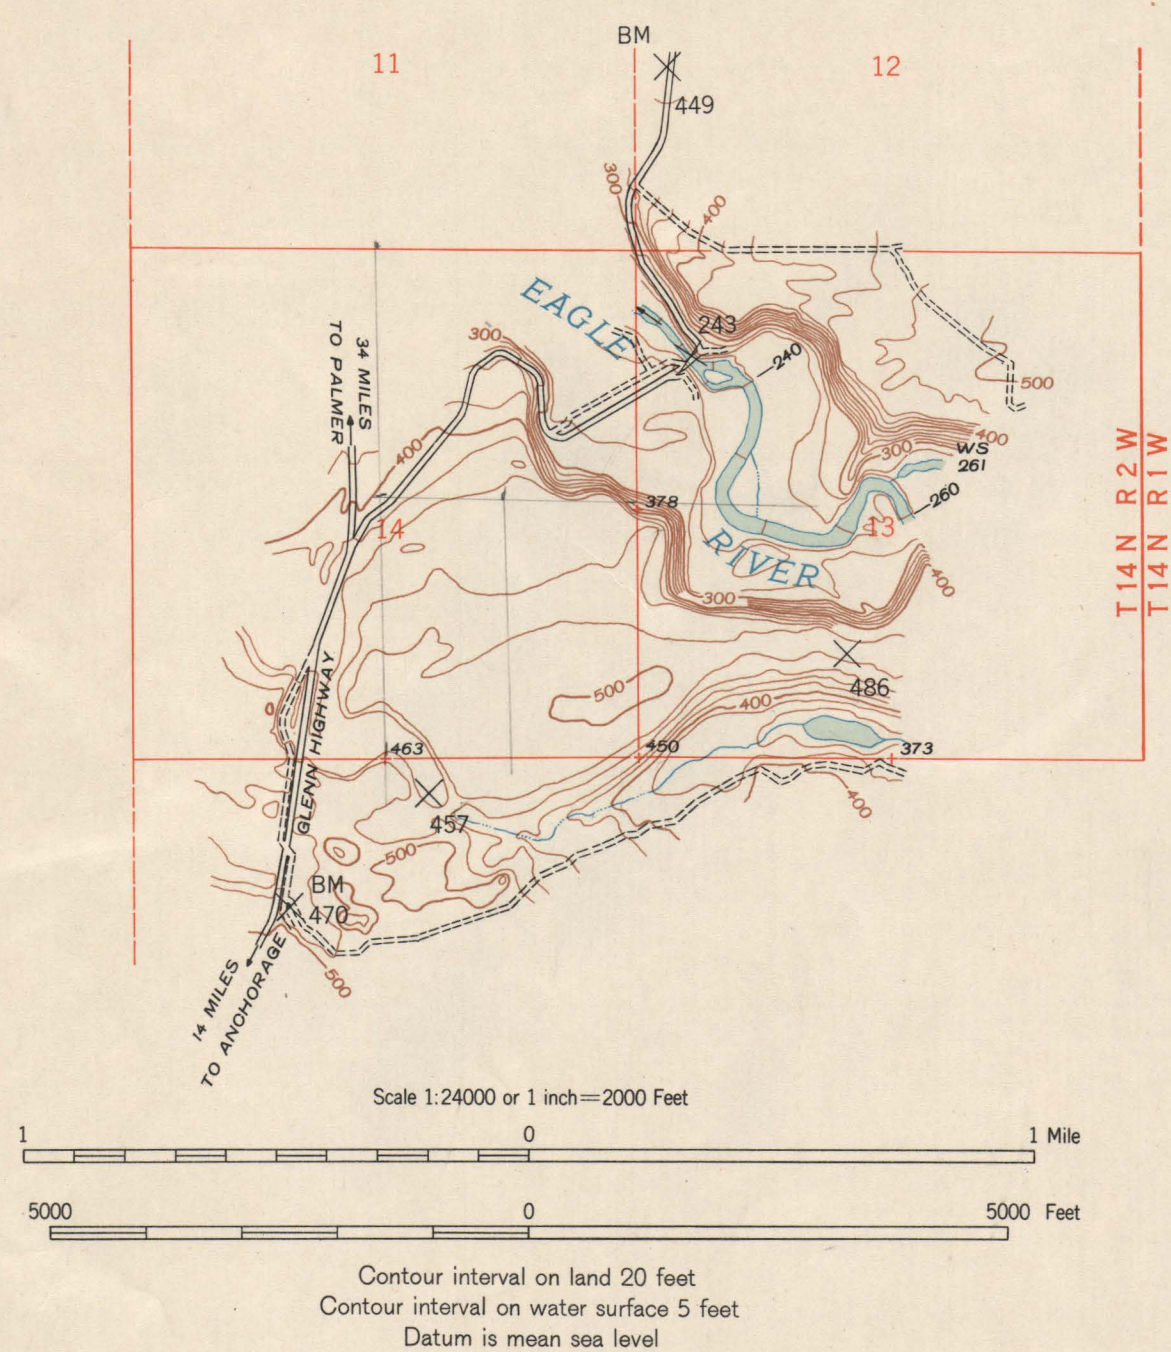 BM
11
12
449
300
400
EAGLE
243
240
300
34 MILES
TO PALMER
500
400
400
300
WS
261
260
378
14
13
RIVER
T14N R2W
T14N R1W
300
400
486
500
400
GLENN HIGHWAY
463
450
373
400
457
500
BM
470
500
14 MILES
TO ANCHORAGE
Scale 1:24000 or 1 inch=2000 Feet
1 0 1 Mile
5000 0 5000 Feet
Contour interval on land 20 feet
Contour interval on water surface 5 feet
Datum is mean sea level